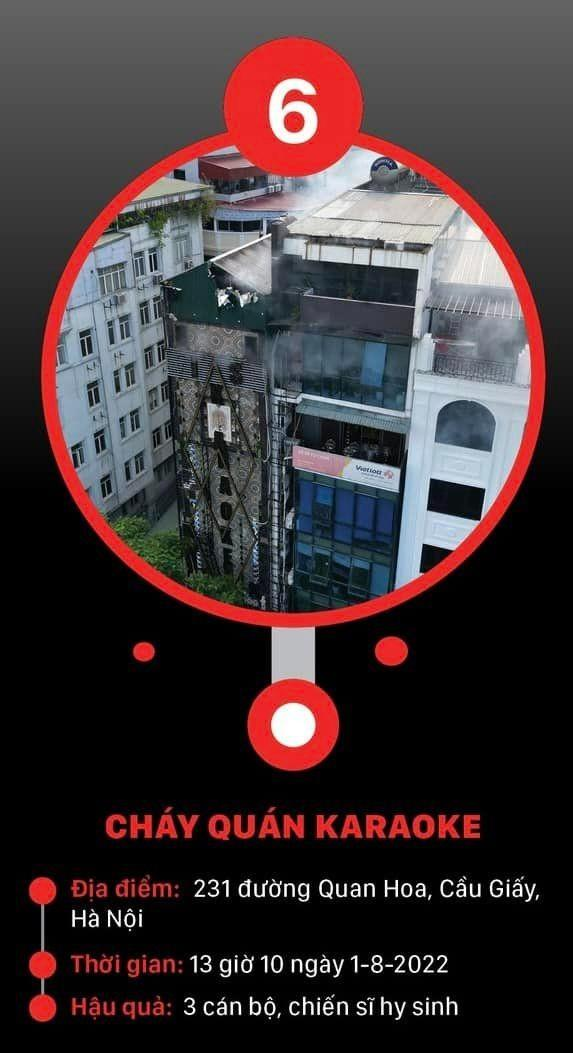 6
Vietlott
CHÁY QUÁN KARAOKE
Địa điểm: 231 đường Quan Hoa, Cầu Giấy,
Hà Nội
Thời gian: 13 giờ 10 ngày 1-8-2022
Hậu quả: 3 cán bộ, chiến sĩ hy sinh